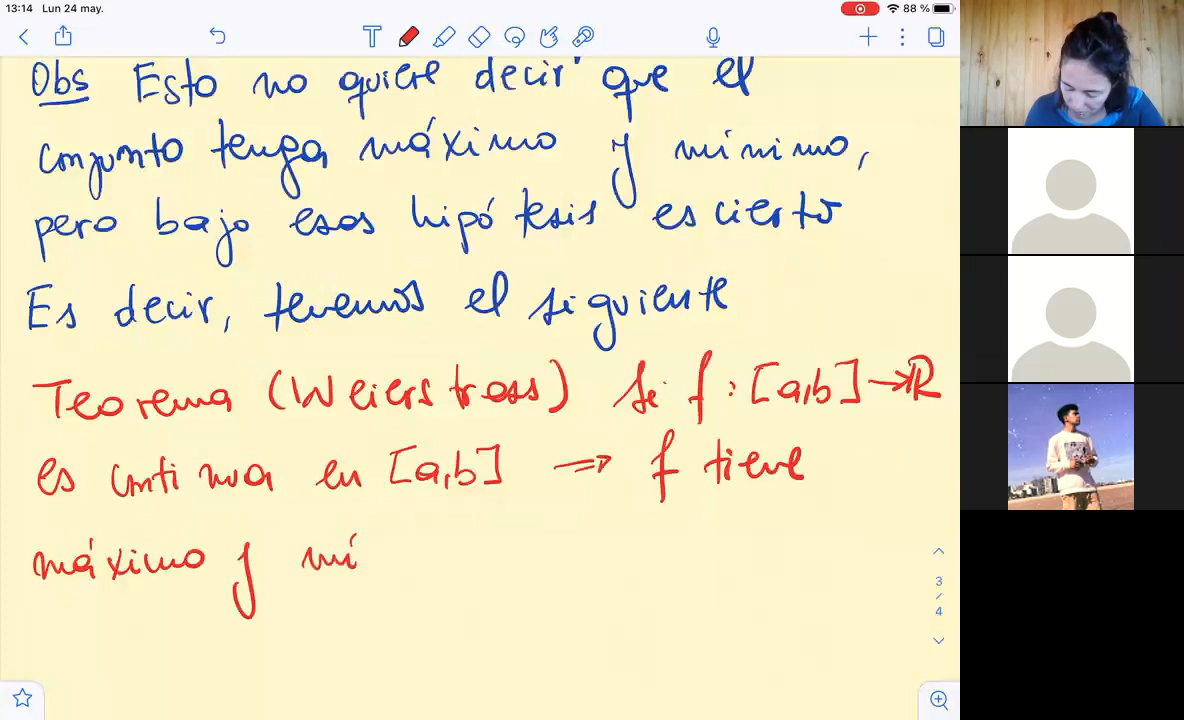 13:14 Lun 24 may.
88 %
T
Obs Esto no quiere decir que el
conjunto tenga máximo y mínimo,
pero bajo esas hipótesis es cierto
Es decir, tenemos el siguiente
Teorema (Weierstrass) Si f : [a,b] → ℝ
es continua en [a,b] ⇒ f tiene
máximo y mí
3
/
4